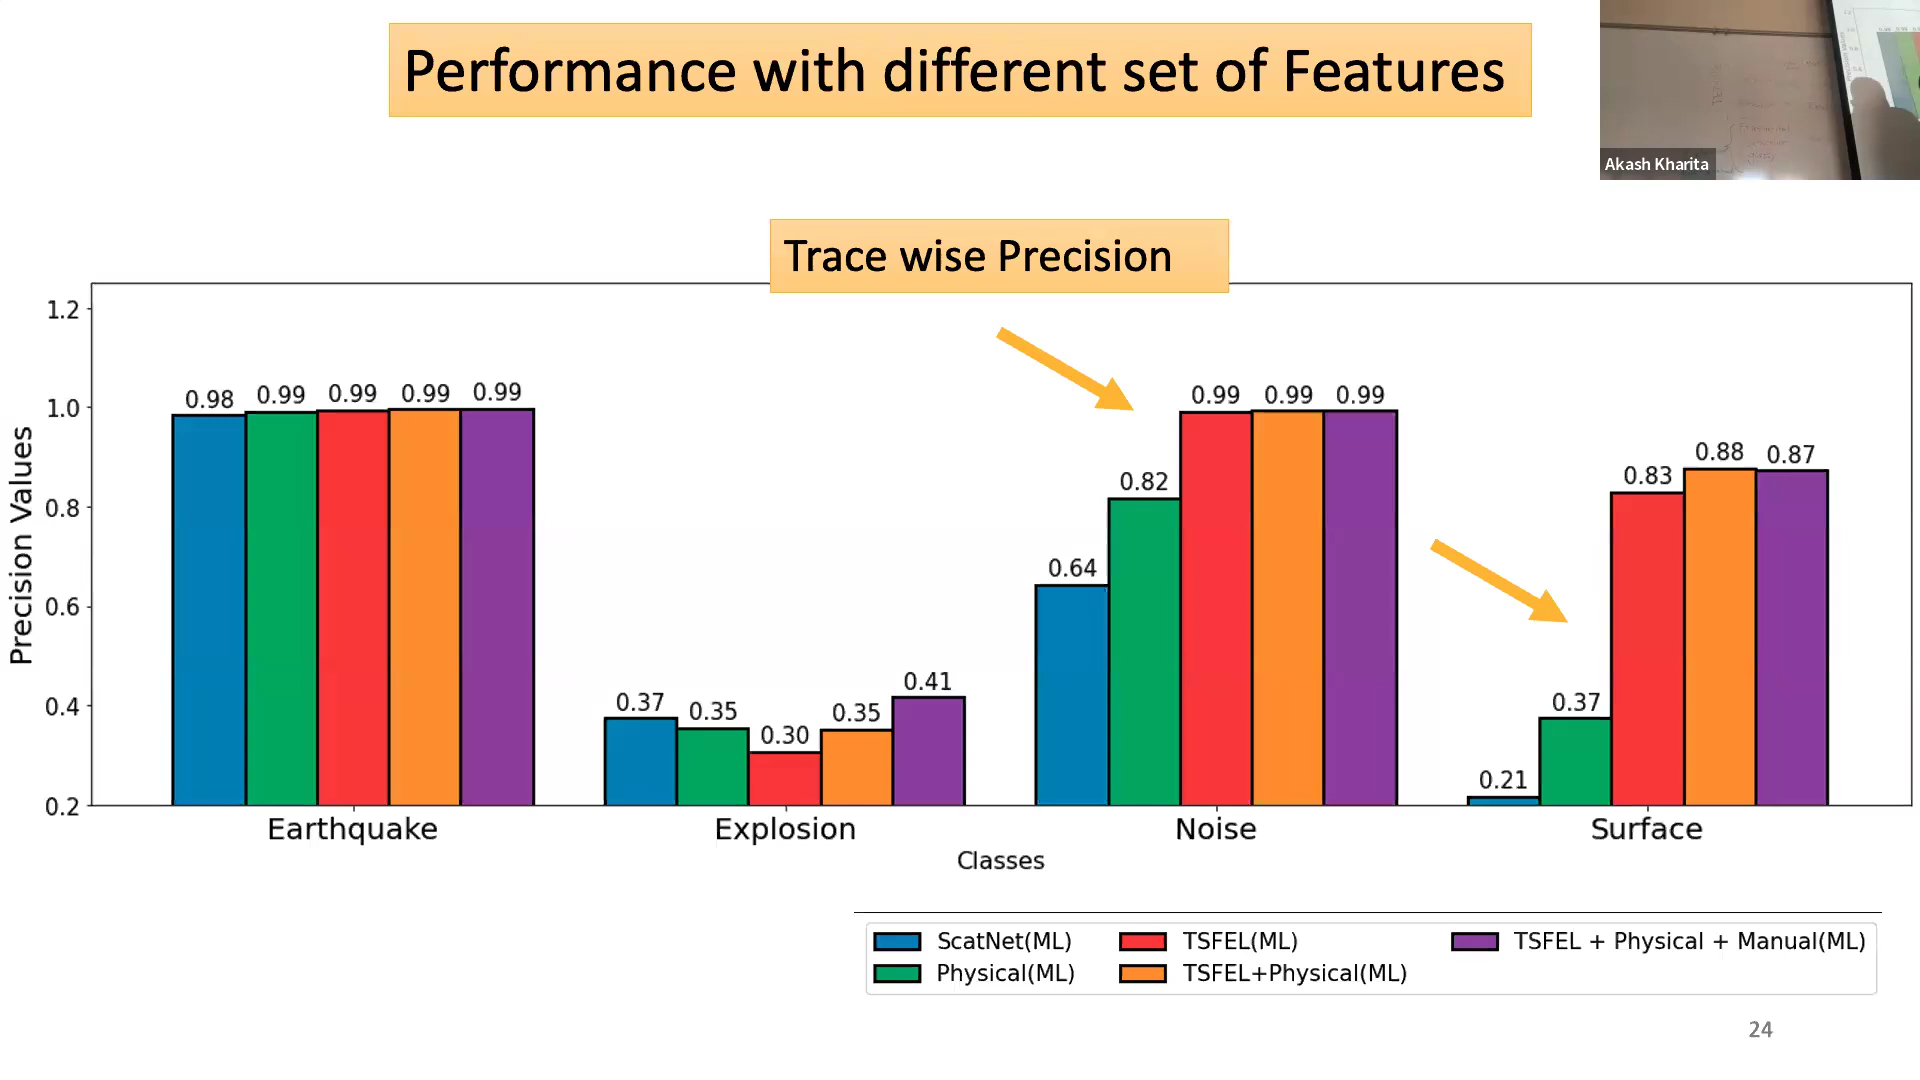 Performance with different set of Features
Akash Kharita
Trace wise Precision
Precision Values
1.2
1.0
0.8
0.6
0.4
0.2
0.98 0.99 0.99 0.99 0.99
0.37 0.35 0.30 0.35 0.41
0.64 0.82 0.99 0.99 0.99
0.21 0.37 0.83 0.88 0.87
Earthquake Explosion Noise Surface
Classes
ScatNet(ML) TSFEL(ML) TSFEL + Physical + Manual(ML)
Physical(ML) TSFEL+Physical(ML)
24